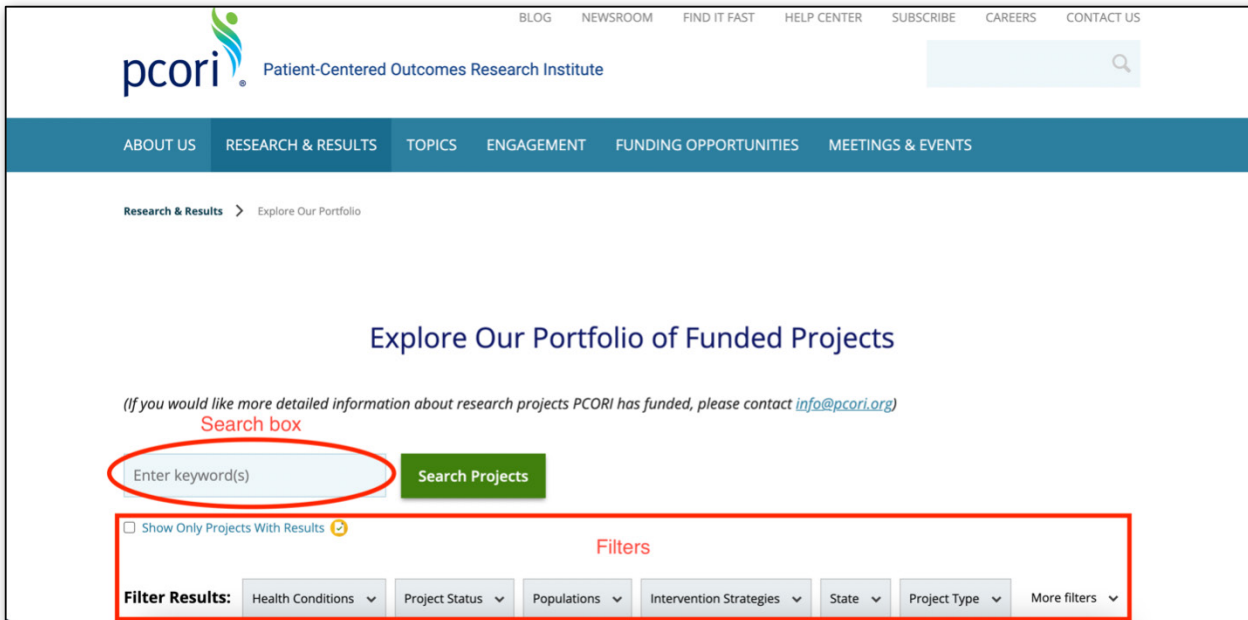 BLOG NEWSROOM FIND IT FAST HELP CENTER SUBSCRIBE CAREERS CONTACT US
pcori® Patient-Centered Outcomes Research Institute
ABOUT US RESEARCH & RESULTS TOPICS ENGAGEMENT FUNDING OPPORTUNITIES MEETINGS & EVENTS
Research & Results > Explore Our Portfolio
Explore Our Portfolio of Funded Projects
(If you would like more detailed information about research projects PCORI has funded, please contact info@pcori.org)
Search box
Enter keyword(s) Search Projects
Show Only Projects With Results
Filters
Filter Results: Health Conditions Project Status Populations Intervention Strategies State Project Type More filters